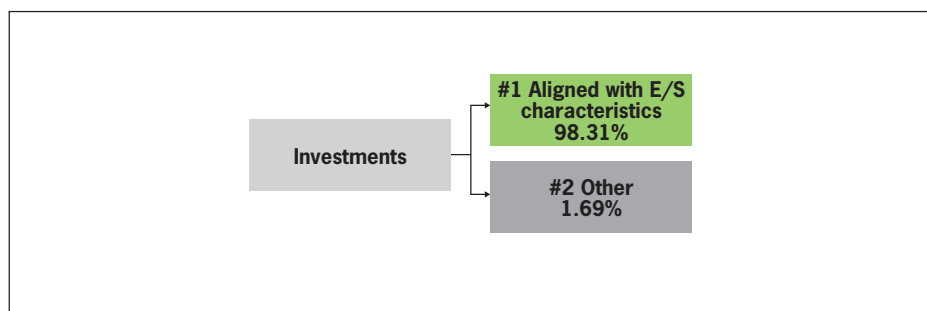 Investments
#1 Aligned with E/S
characteristics
98.31%
#2 Other
1.69%